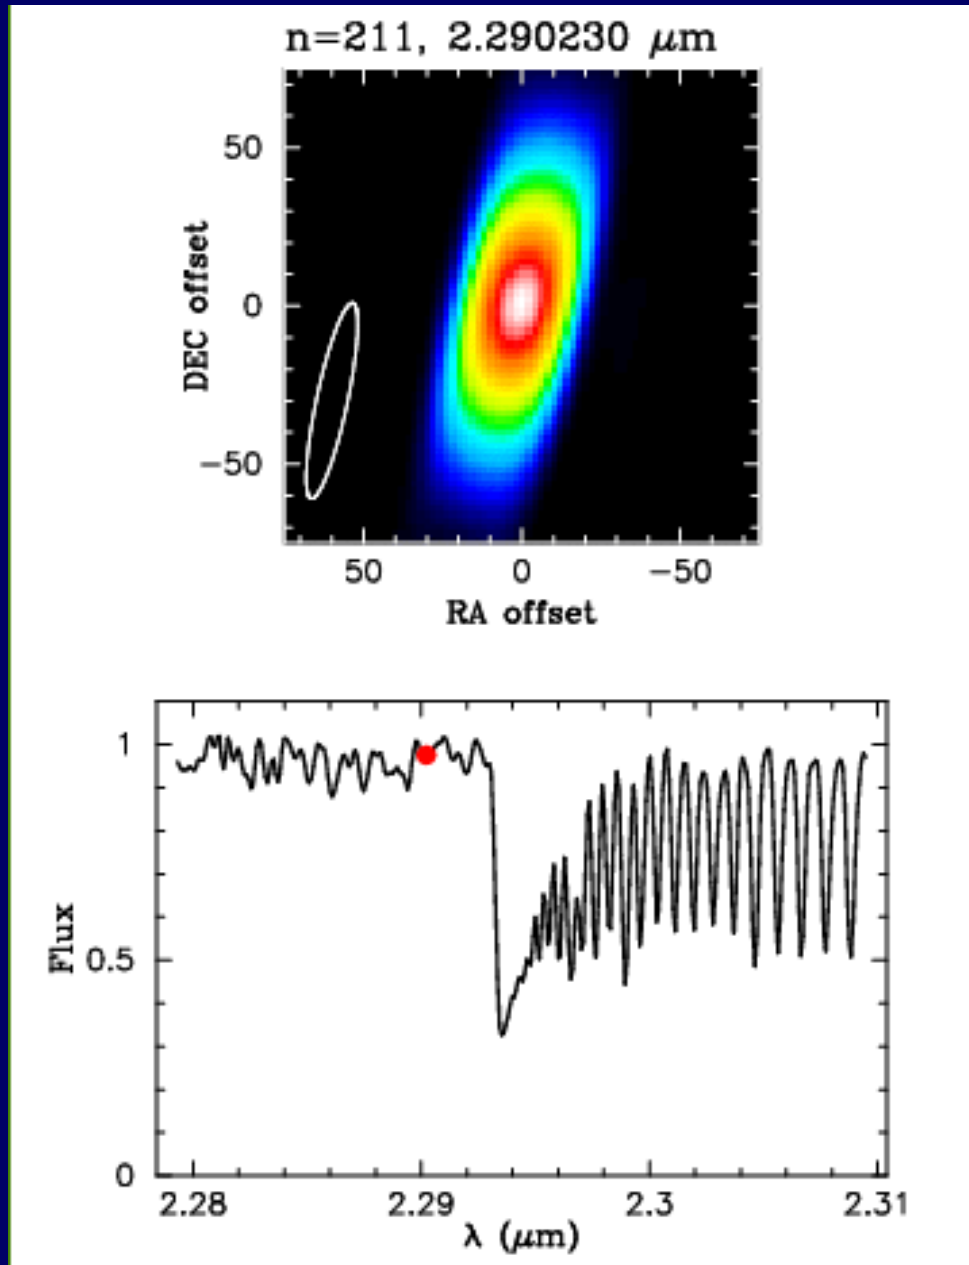 n=211, 2.290230 μm
50
0
−50
DEC offset
50 0 −50
RA offset
1
0.5
0
Flux
2.28 2.29 2.3 2.31
λ (μm)